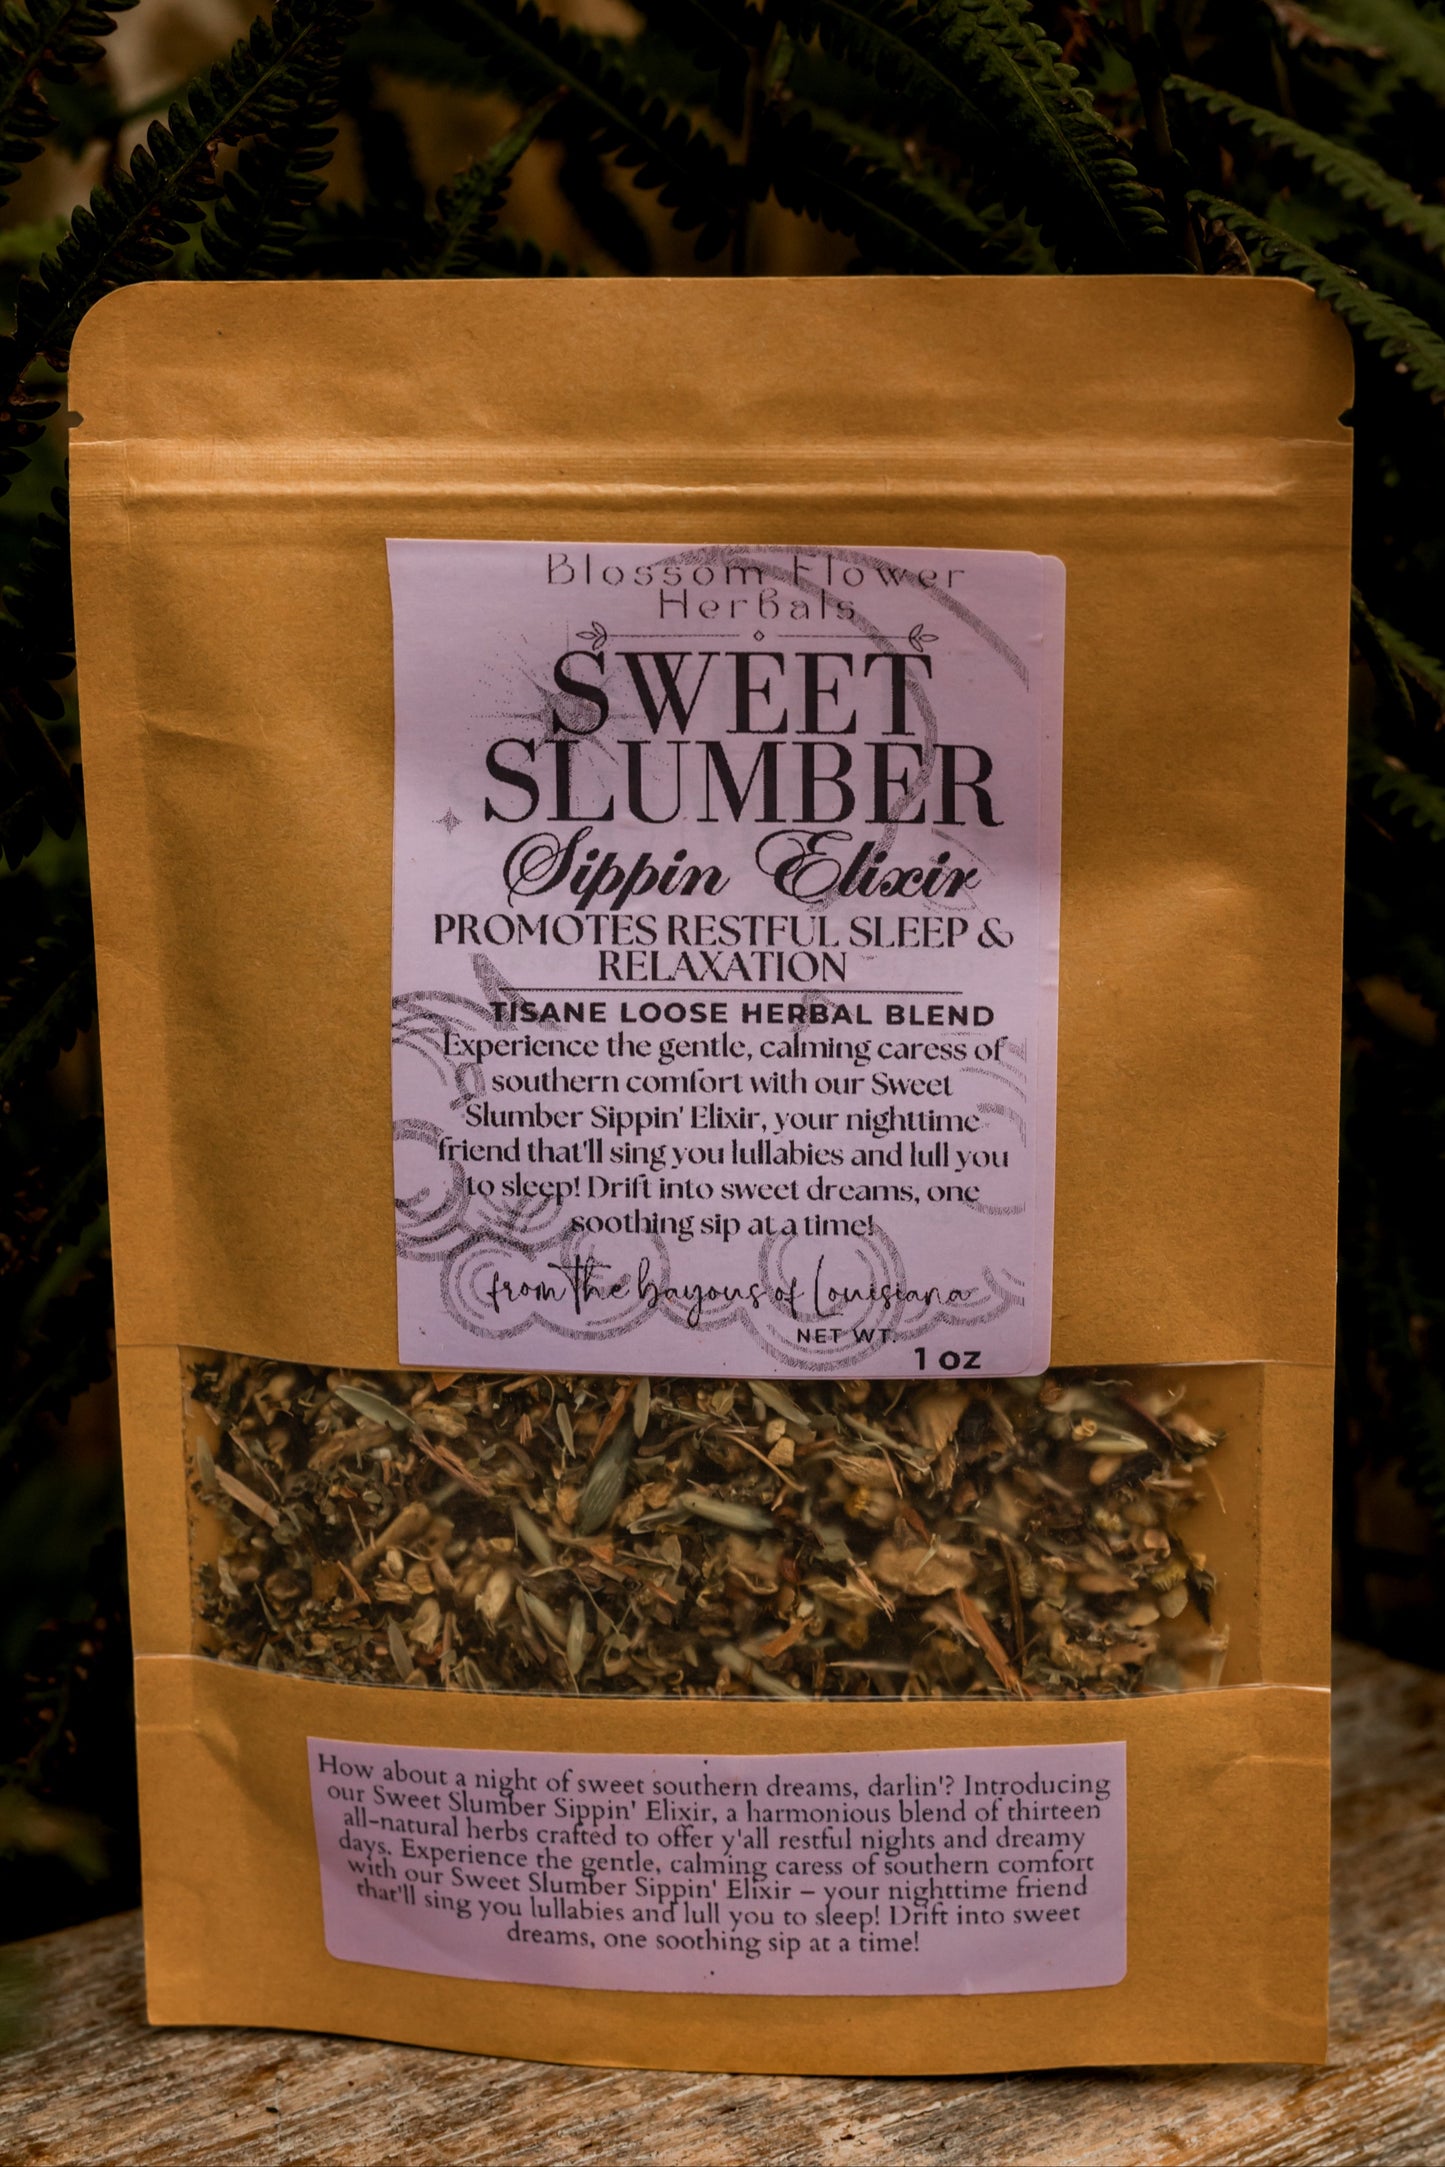 Blossom Flower
Herbals
SWEET
SLUMBER
Sippin Elixir
PROMOTES RESTFUL SLEEP &
RELAXATION
TISANE LOOSE HERBAL BLEND
Experience the gentle, calming caress of
southern comfort with our Sweet
Slumber Sippin' Elixir, your nighttime
friend that'll sing you lullabies and lull you
to sleep! Drift into sweet dreams, one
soothing sip at a time!
from the bayous of Louisiana
NET WT.
1 oz
How about a night of sweet southern dreams, darlin'? Introducing
our Sweet Slumber Sippin' Elixir, a harmonious blend of thirteen
all-natural herbs crafted to offer y'all restful nights and dreamy
days. Experience the gentle, calming caress of southern comfort
with our Sweet Slumber Sippin' Elixir – your nighttime friend
that'll sing you lullabies and lull you to sleep! Drift into sweet
dreams, one soothing sip at a time!